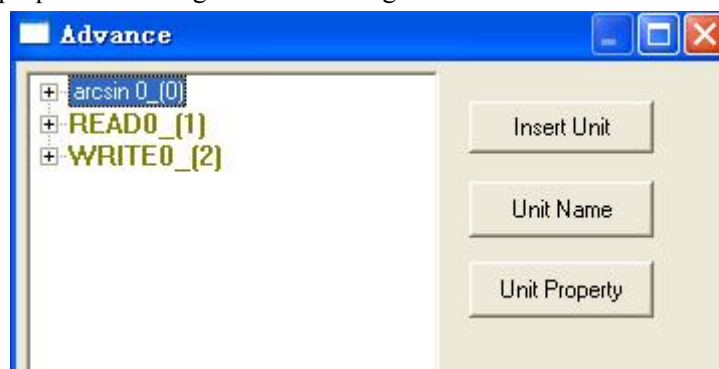 Advance
arcsin 0_(0)
READ0_(1)
WRITE0_(2)
Insert Unit
Unit Name
Unit Property